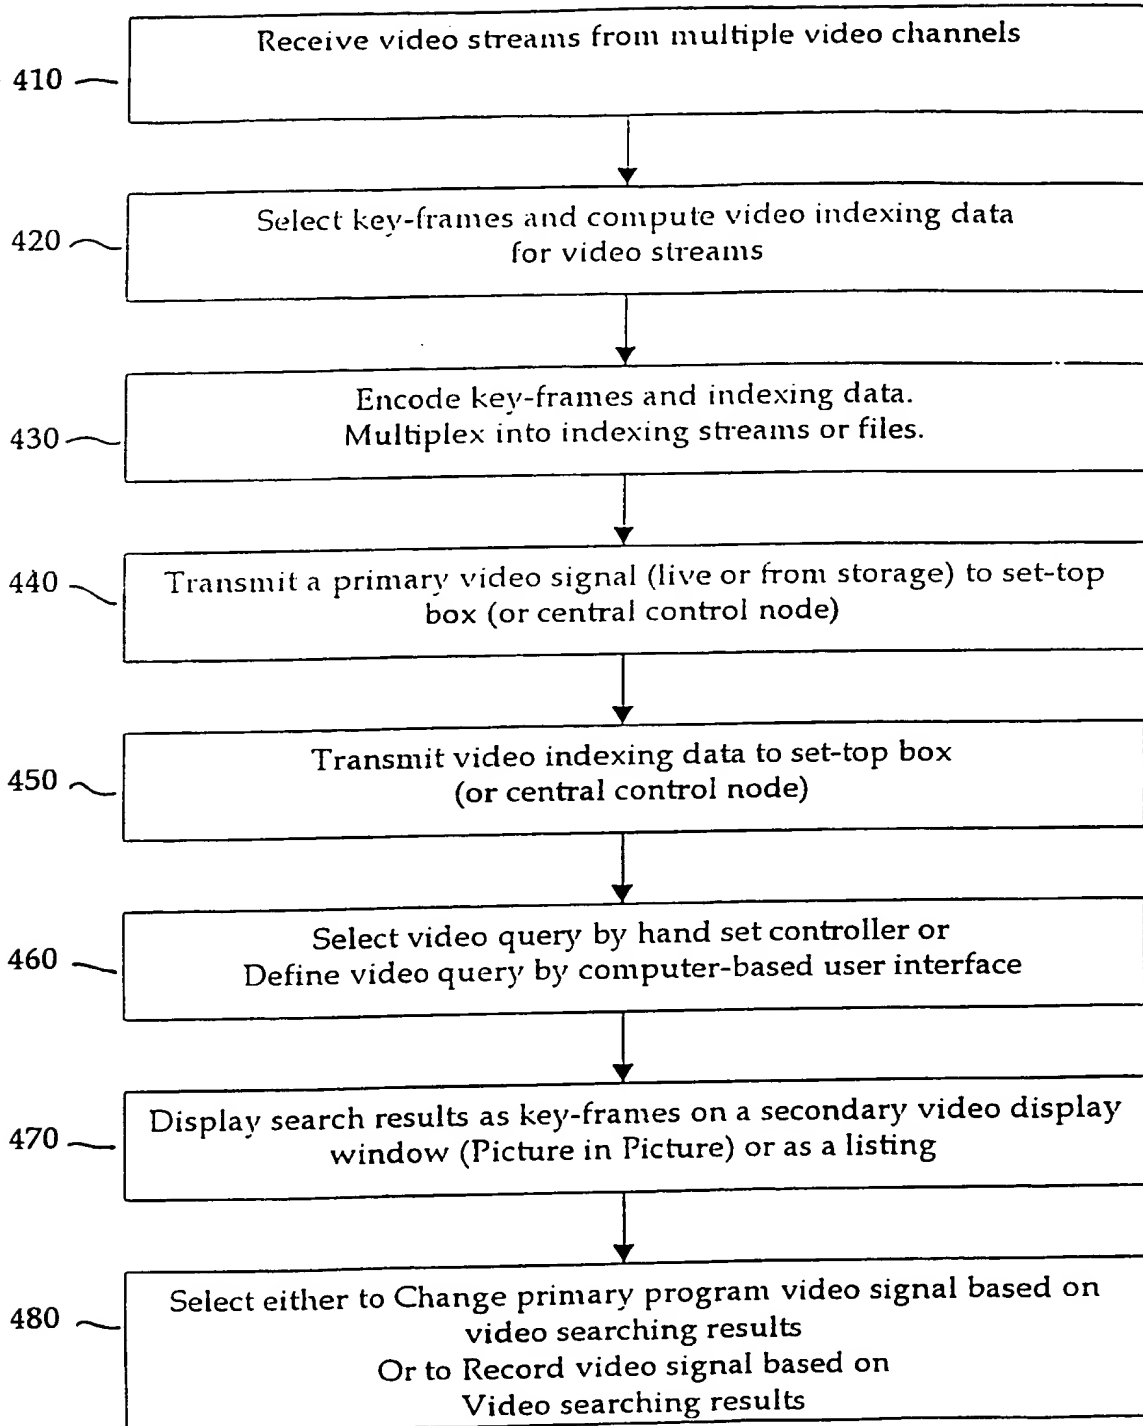 Receive video streams from multiple video channels
410
Select key-frames and compute video indexing data
420
for video streams
Encode key-frames and indexing data.
430
Multiplex into indexing streams or files.
440
Transmit a primary video signal (live or from storage) to set-top
box (or central control node)
Transmit video indexing data to set-top box
450
(or central control node)
Select video query by hand set controller or
460
Define video query by computer-based user interface
Display search results as key-frames on a secondary video display
470
window (Picture in Picture) or as a listing
Select either to Change primary program video signal based on
480
video searching results
Or to Record video signal based on
Video searching results